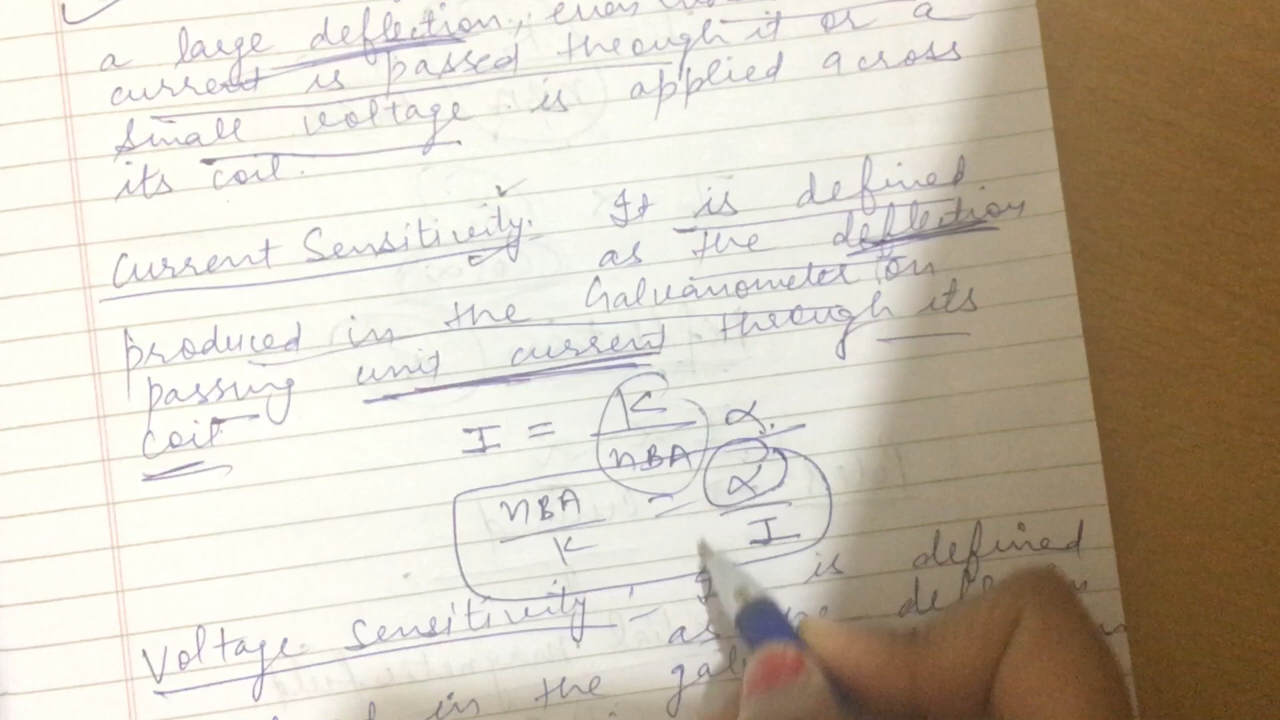 a large deflection, even
current is passed through it or a
small voltage is applied across
its coil.
Current Sensitivity. It is defined
as the deflection
produced in the Galvanometer on
passing unit current through its
coil
I = K/nBA α
nBA/K = α/I
Voltage Sensitivity :- is defined
as
in the